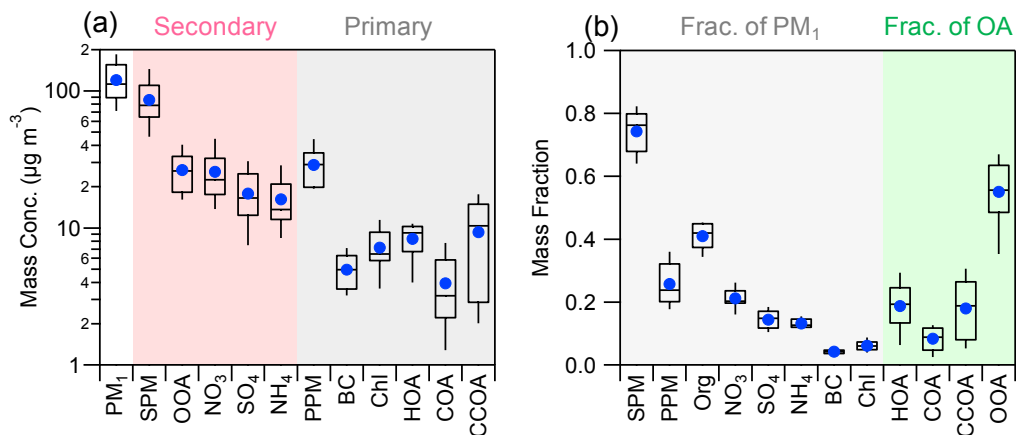 (a)
Secondary
Primary
Mass Conc. (µg m⁻³)
2
100
8
6
4
2
10
8
6
4
2
1
PM₁
SPM
OOA
NO₃
SO₄
NH₄
PPM
BC
Chl
HOA
COA
CCOA
(b)
Frac. of PM₁
Frac. of OA
Mass Fraction
1.0
0.8
0.6
0.4
0.2
0.0
SPM
PPM
Org
NO₃
SO₄
NH₄
BC
Chl
HOA
COA
CCOA
OOA